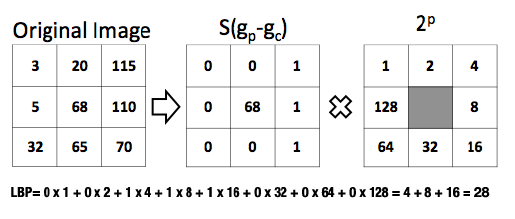 Original Image S(gp-gc) 2^p
3 20 115 0 0 1 1 2 4
5 68 110 0 68 1 128 8
32 65 70 0 0 1 64 32 16
LBP= 0 x 1 + 0 x 2 + 1 x 4 + 1 x 8 + 1 x 16 + 0 x 32 + 0 x 64 + 0 x 128 = 4 + 8 + 16 = 28